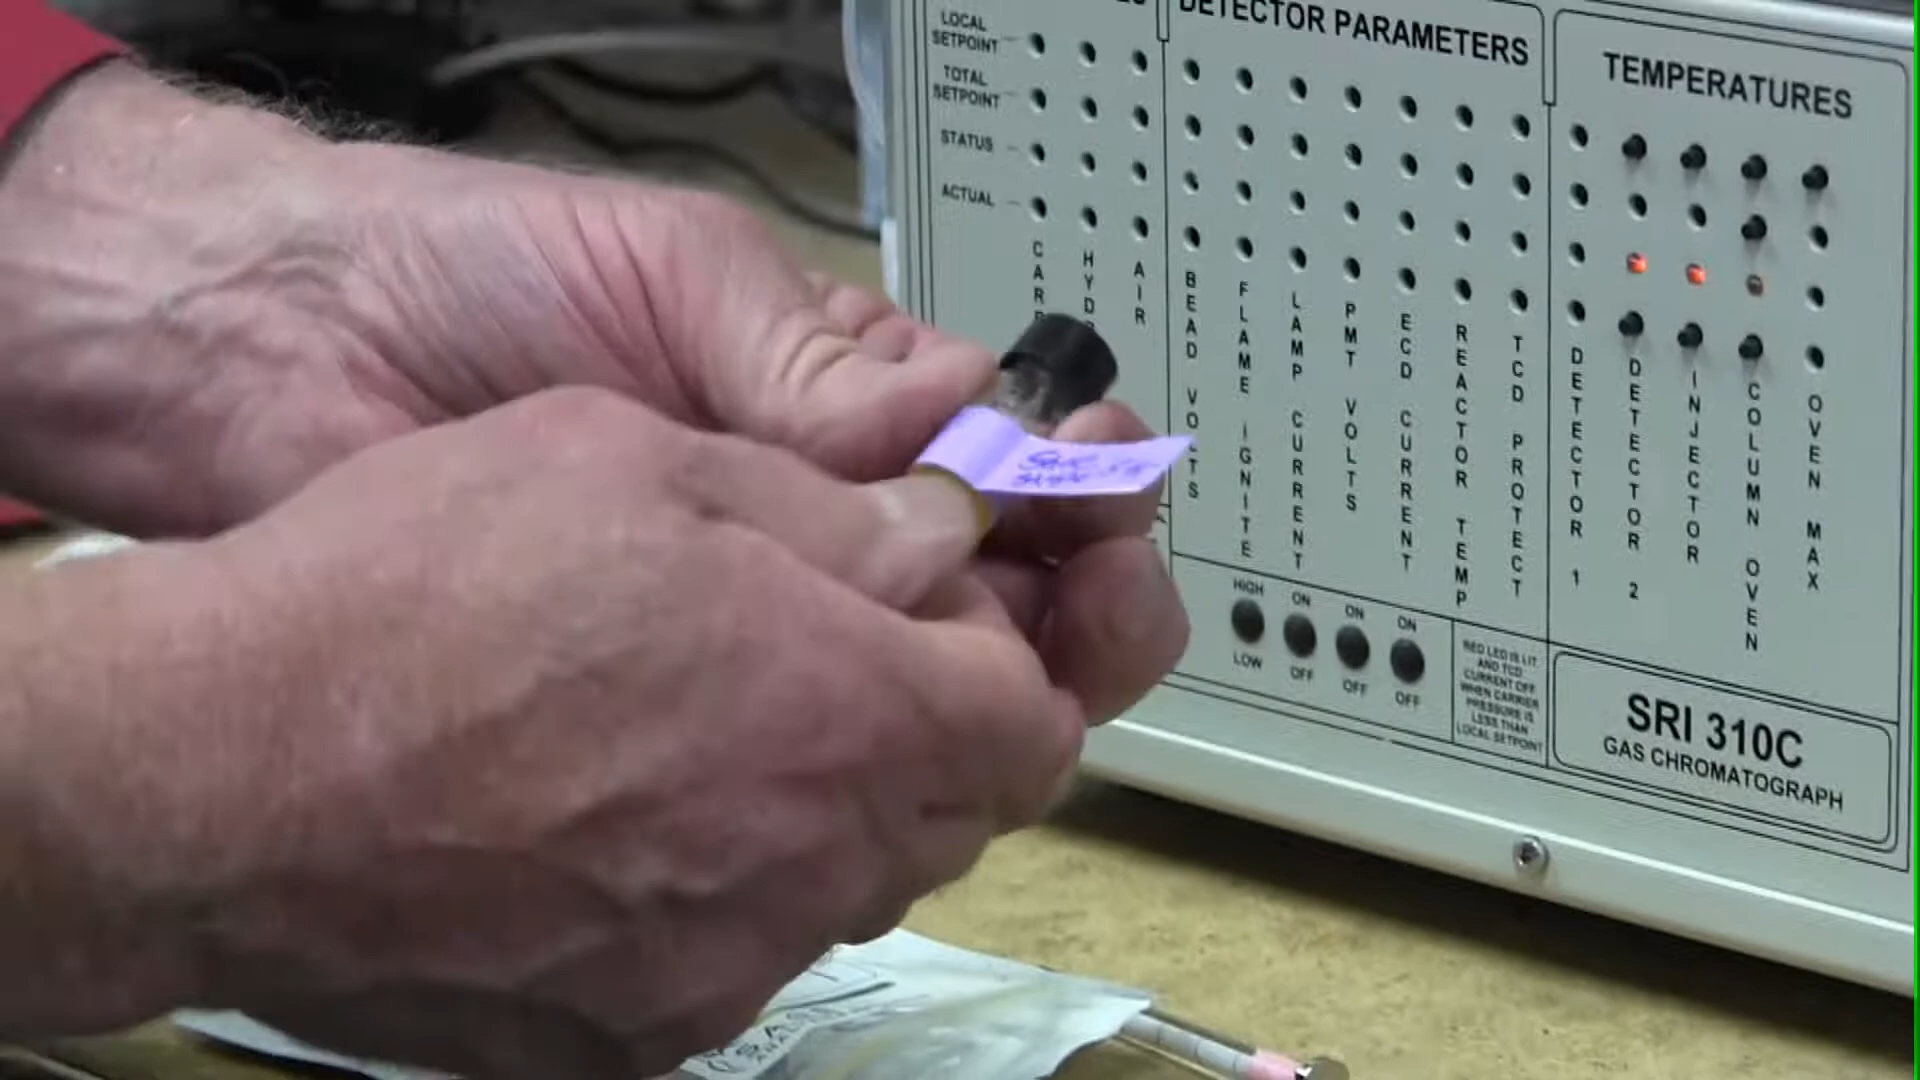 DETECTOR PARAMETERS
TEMPERATURES
LOCAL
SETPOINT
TOTAL
SETPOINT
STATUS
ACTUAL
AIR
BEAD VOLTS
FLAME IGNITE
LAMP CURRENT
PMT VOLTS
ECD CURRENT
REACTOR TEMP
TCD PROTECT
DETECTOR 1
DETECTOR 2
INJECTOR
COLUMN OVEN
OVEN MAX
HIGH
ON
ON
ON
LOW
OFF
OFF
OFF
RED LED IS LIT
AND TCD
CURRENT OFF
WHEN CARRIER
PRESSURE IS
LESS THAN
LOCAL SETPOINT
SRI 310C
GAS CHROMATOGRAPH